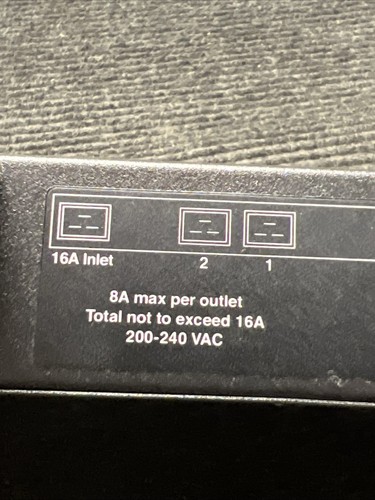 16A Inlet
2
1
8A max per outlet
Total not to exceed 16A
200-240 VAC